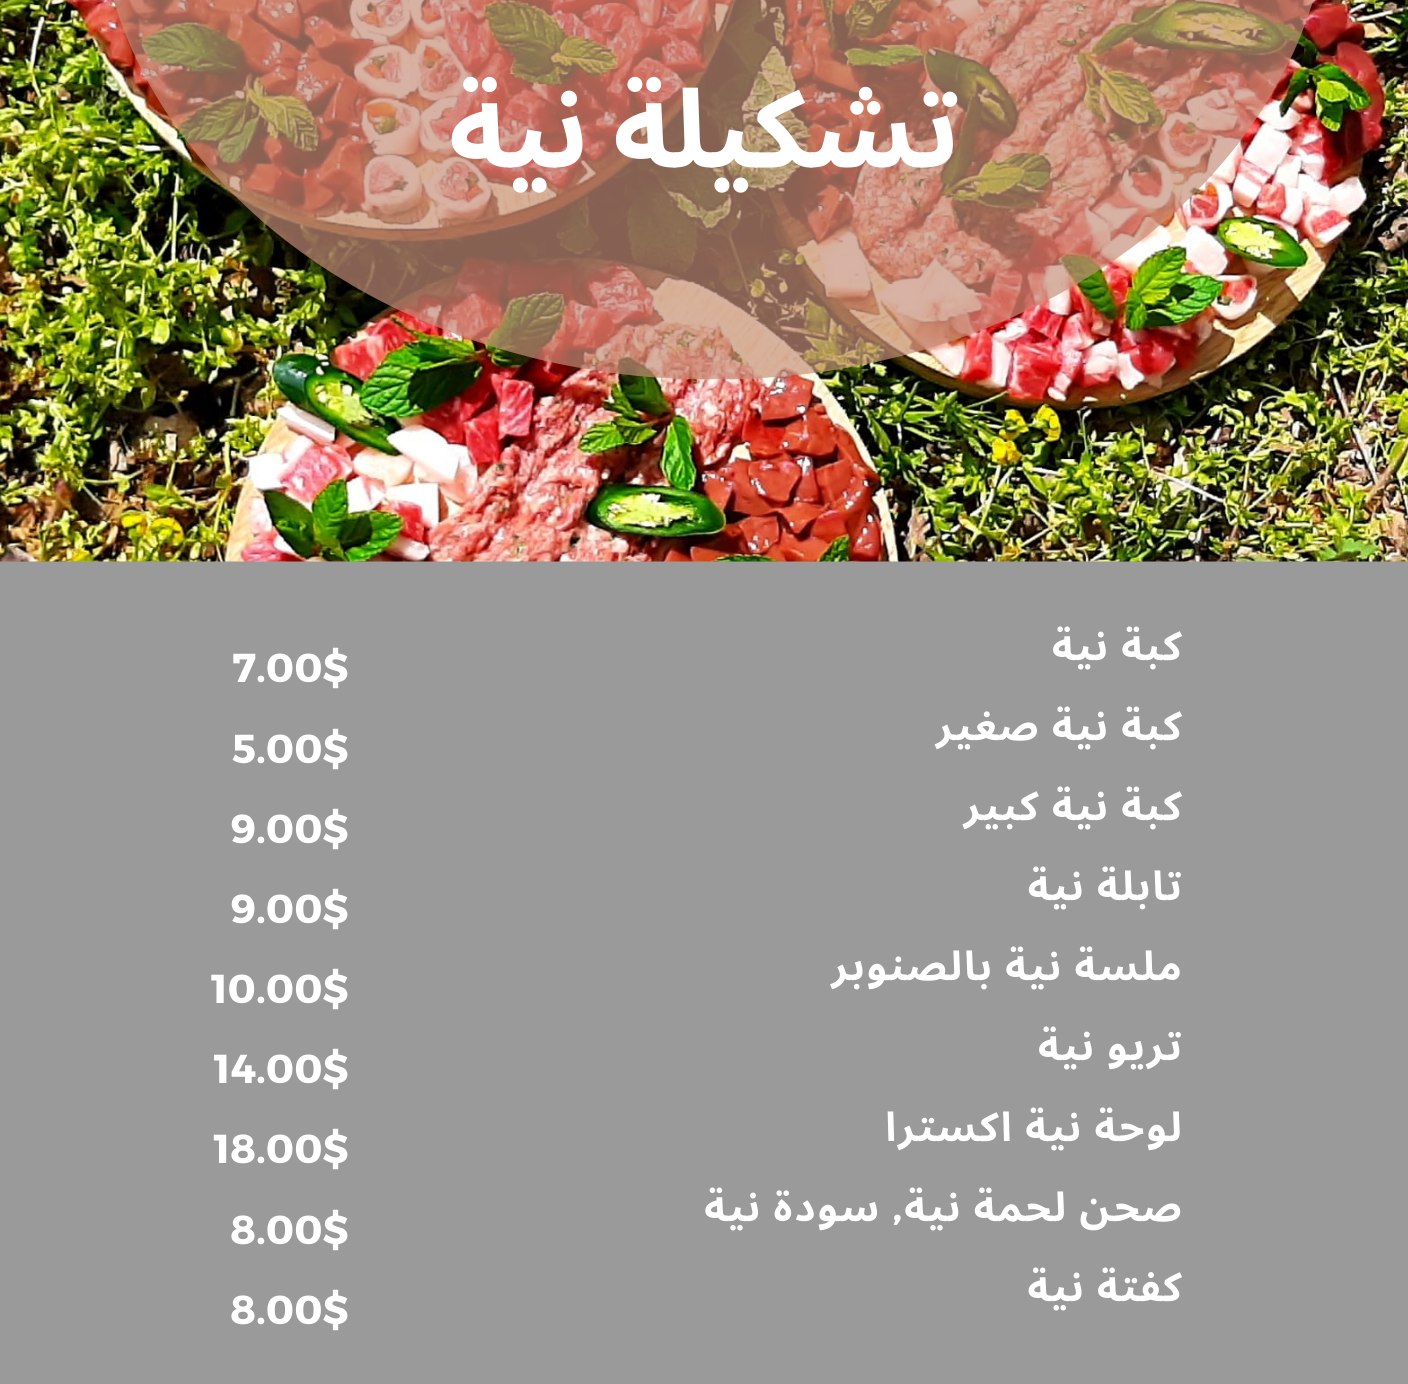 تشكيلة نية
كبة نية 7.00$
كبة نية صغير 5.00$
كبة نية كبير 9.00$
تابلة نية 9.00$
ملسة نية بالصنوبر 10.00$
تريو نية 14.00$
لوحة نية اكسترا 18.00$
صحن لحمة نية, سودة نية 8.00$
كفتة نية 8.00$